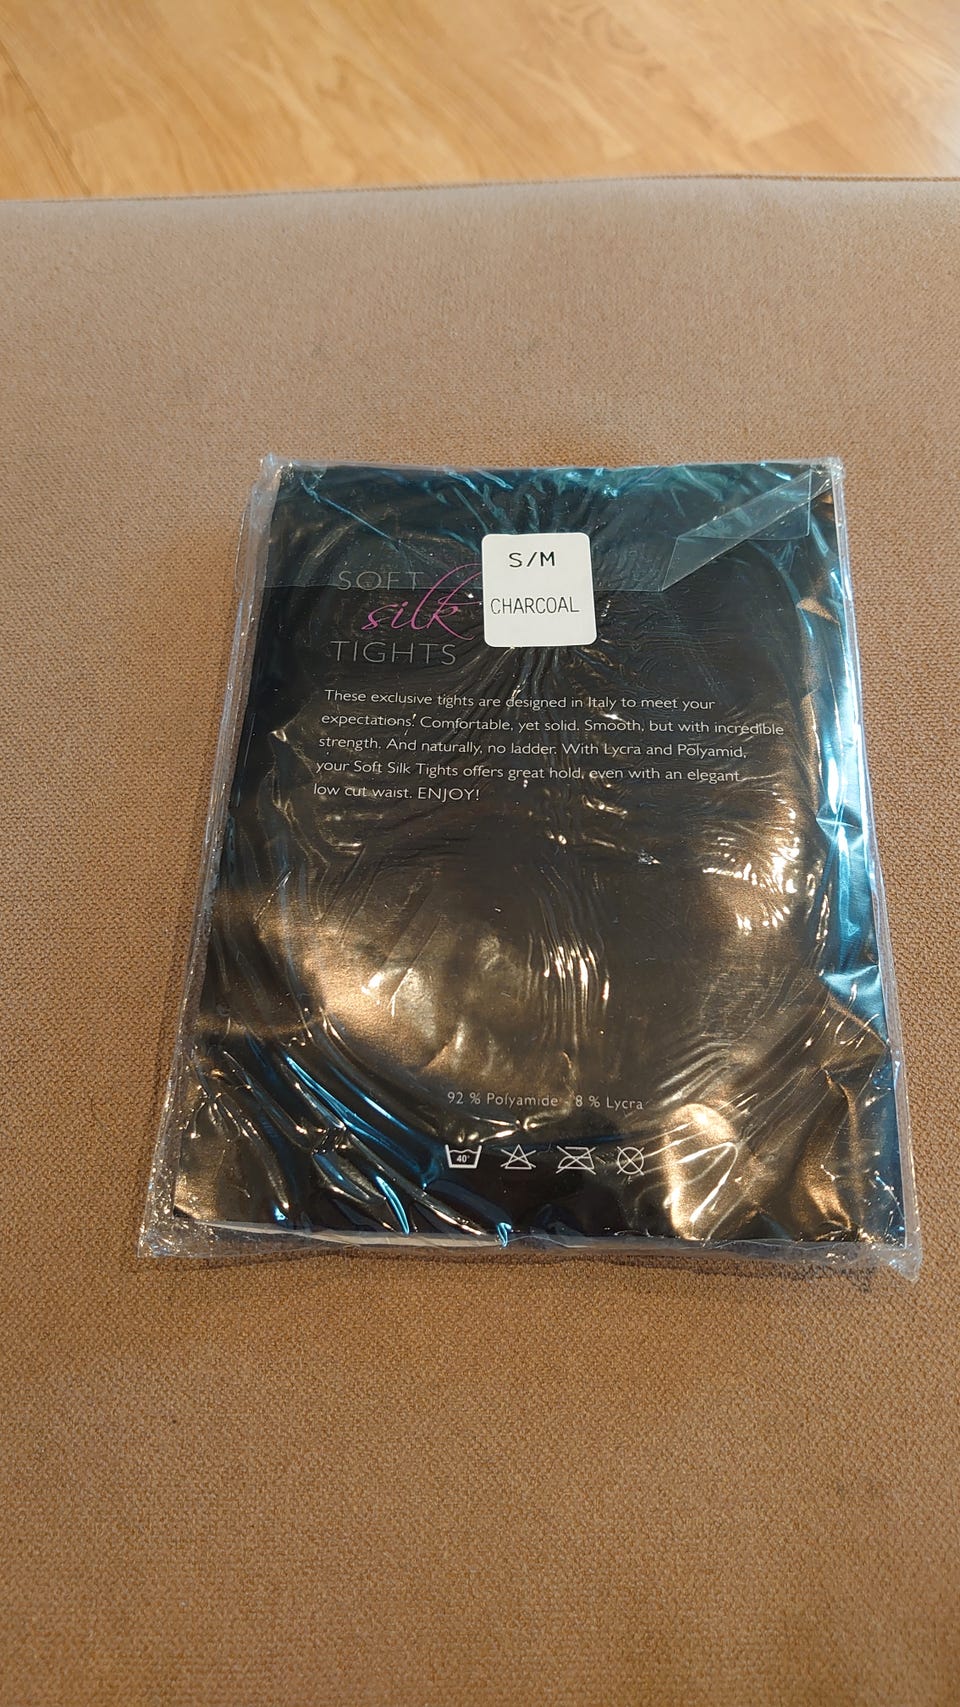 S/M
CHARCOAL
SOFT
silk
TIGHTS
These exclusive tights are designed in Italy to meet your
expectations. Comfortable, yet solid. Smooth, but with incredible
strength. And naturally, no ladder. With Lycra and Polyamid,
your Soft Silk Tights offers great hold, even with an elegant
low cut waist. ENJOY!
92 % Polyamide - 8 % Lycra
40°